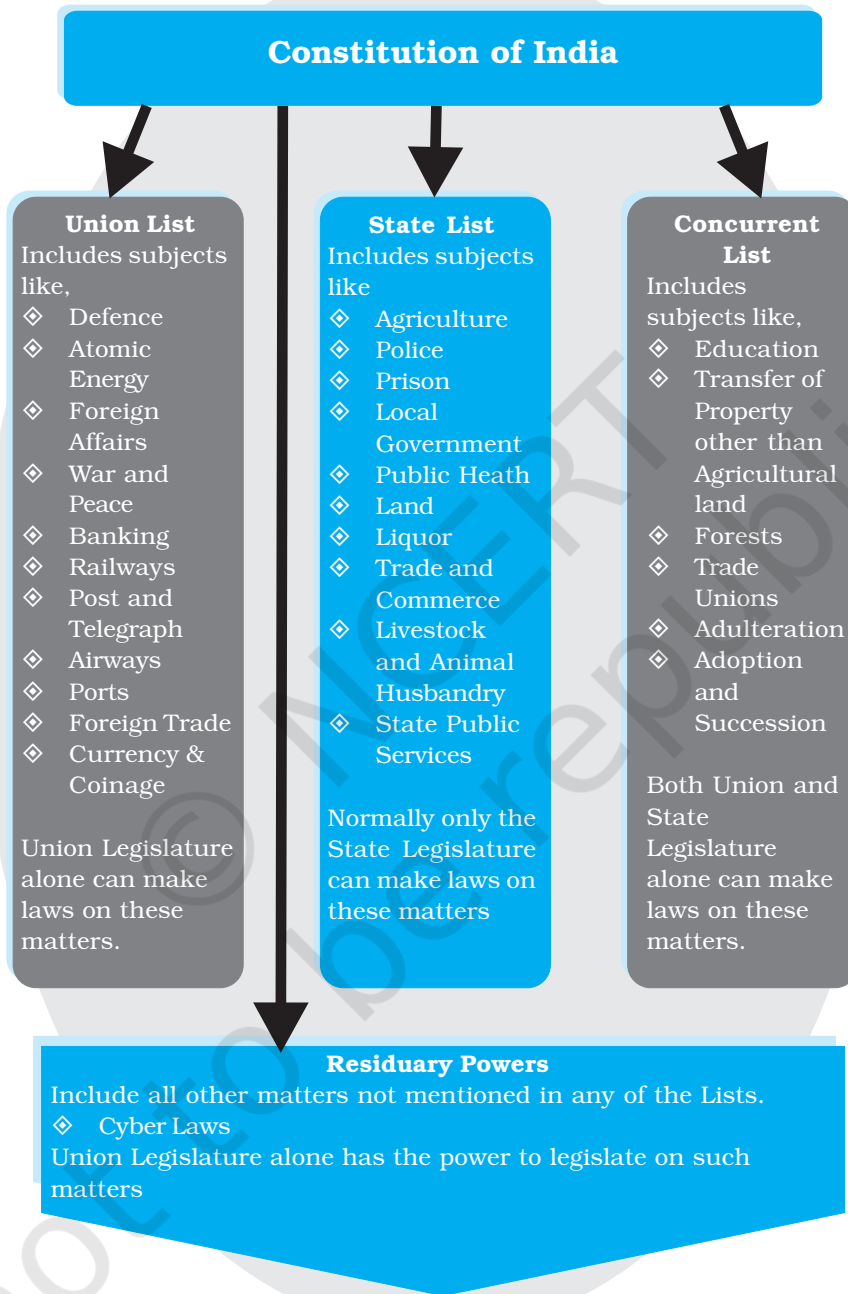 Constitution of India
Union List
Includes subjects
like,
◈ Defence
◈ Atomic
Energy
◈ Foreign
Affairs
◈ War and
Peace
◈ Banking
◈ Railways
◈ Post and
Telegraph
◈ Airways
◈ Ports
◈ Foreign Trade
◈ Currency &
Coinage
Union Legislature
alone can make
laws on these
matters.
State List
Includes subjects
like
◈ Agriculture
◈ Police
◈ Prison
◈ Local
Government
◈ Public Heath
◈ Land
◈ Liquor
◈ Trade and
Commerce
◈ Livestock
and Animal
Husbandry
◈ State Public
Services
Normally only the
State Legislature
can make laws on
these matters
Concurrent
List
Includes
subjects like,
◈ Education
◈ Transfer of
Property
other than
Agricultural
land
◈ Forests
◈ Trade
Unions
◈ Adulteration
◈ Adoption
and
Succession
Both Union and
State
Legislature
alone can make
laws on these
matters.
Residuary Powers
Include all other matters not mentioned in any of the Lists.
◈ Cyber Laws
Union Legislature alone has the power to legislate on such
matters
© NCERT
not to be republi